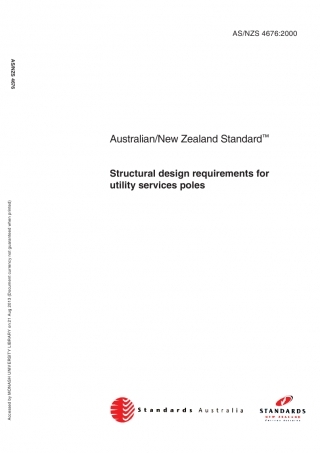 AS/NZS 4676:2000
AS/NZS 4676
Australian/New Zealand Standard™
Structural design requirements for
utility services poles
Accessed by MONASH UNIVERSITY LIBRARY on 21 Aug 2013 (Document currency not guaranteed when printed)
Standards Australia
STANDARDS
NEW ZEALAND